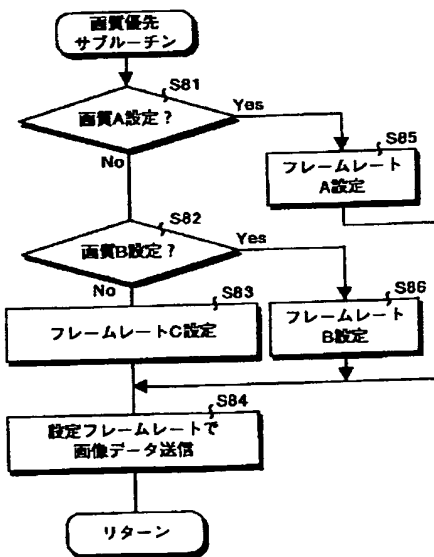 画質優先
サブルーチン
S81
画質A設定?
Yes
No
S85
フレームレート
A設定
S82
画質B設定?
Yes
No
S83
フレームレートC設定
S86
フレームレート
B設定
S84
設定フレームレートで
画像データ送信
リターン